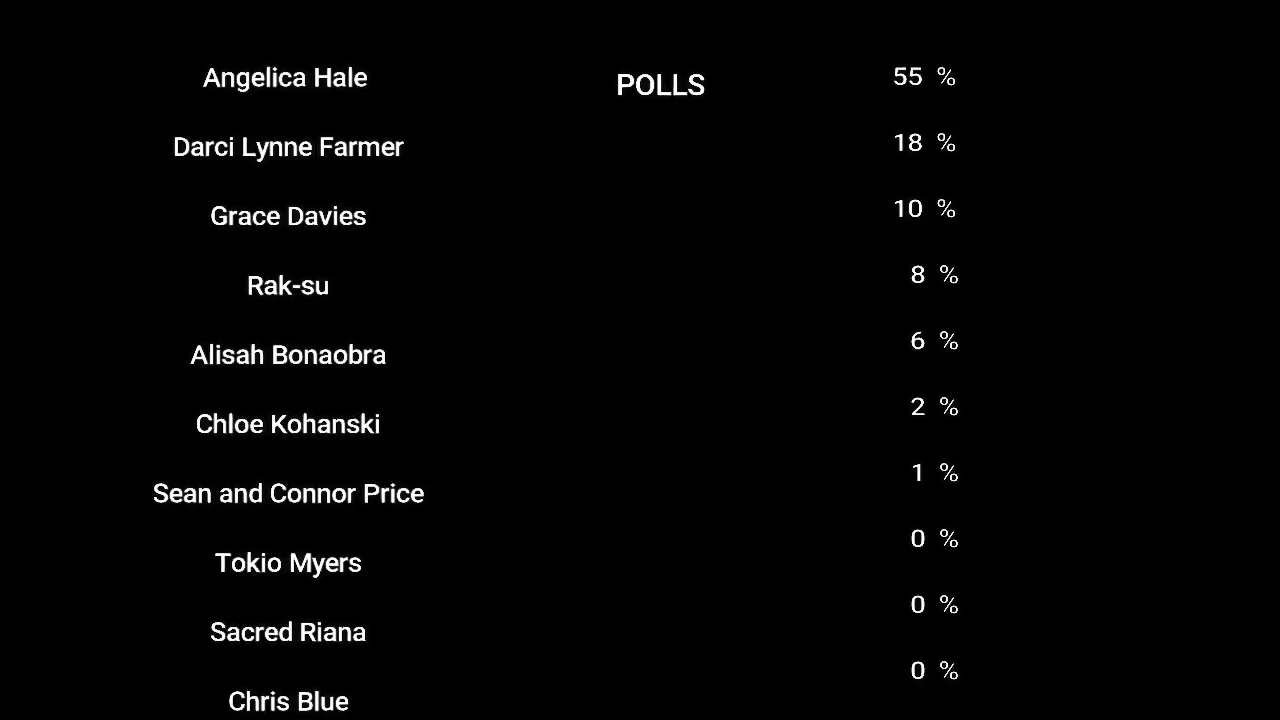 Angelica Hale POLLS 55 %
Darci Lynne Farmer 18 %
Grace Davies 10 %
Rak-su 8 %
Alisah Bonaobra 6 %
Chloe Kohanski 2 %
Sean and Connor Price 1 %
Tokio Myers 0 %
Sacred Riana 0 %
Chris Blue 0 %